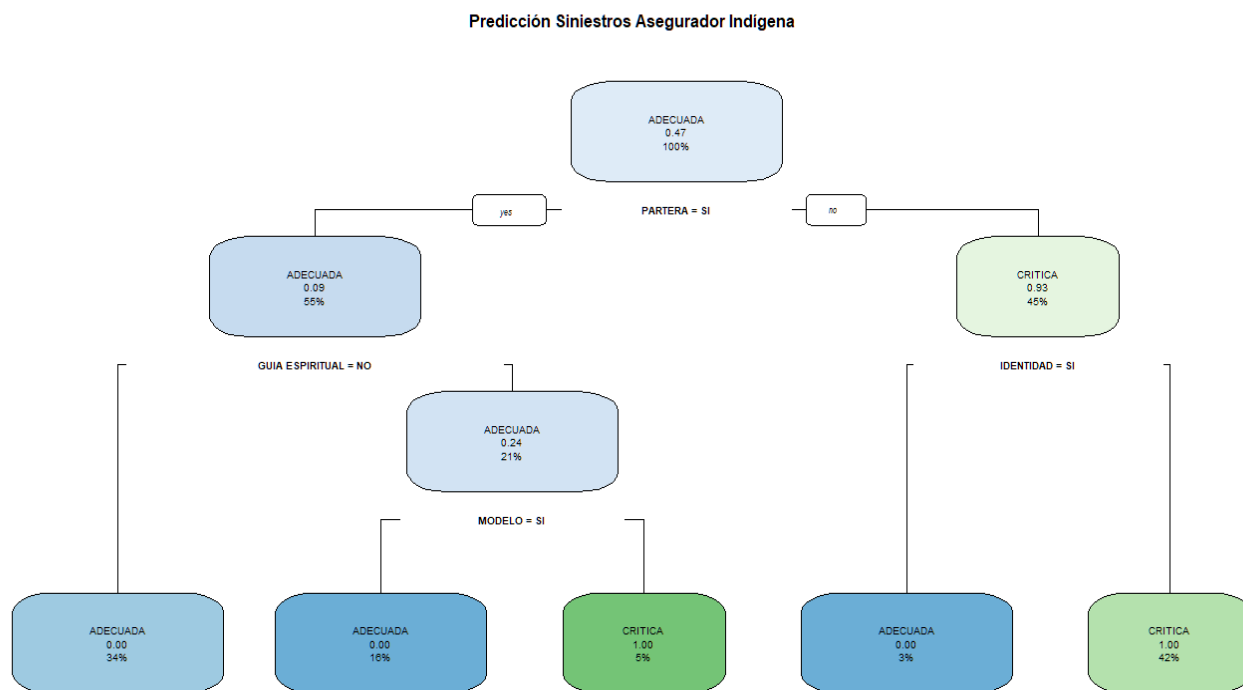 Predicción Siniestros Asegurador Indígena
ADECUADA
0.47
100%
yes
PARTERA = SI
no
ADECUADA
0.09
55%
CRITICA
0.93
45%
GUIA ESPIRITUAL = NO
IDENTIDAD = SI
ADECUADA
0.24
21%
MODELO = SI
ADECUADA
0.00
34%
ADECUADA
0.00
16%
CRITICA
1.00
5%
ADECUADA
0.00
3%
CRITICA
1.00
42%